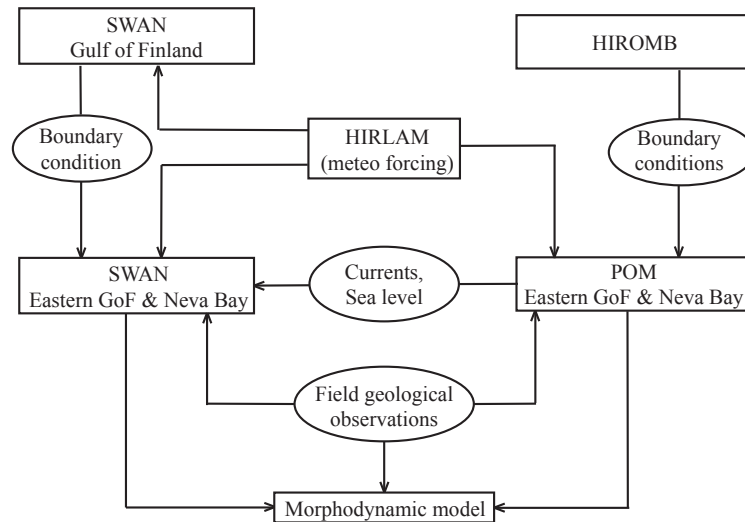 SWAN
Gulf of Finland
HIROMB
Boundary
condition
HIRLAM
(meteo forcing)
Boundary
conditions
SWAN
Eastern GoF & Neva Bay
Currents,
Sea level
POM
Eastern GoF & Neva Bay
Field geological
observations
Morphodynamic model